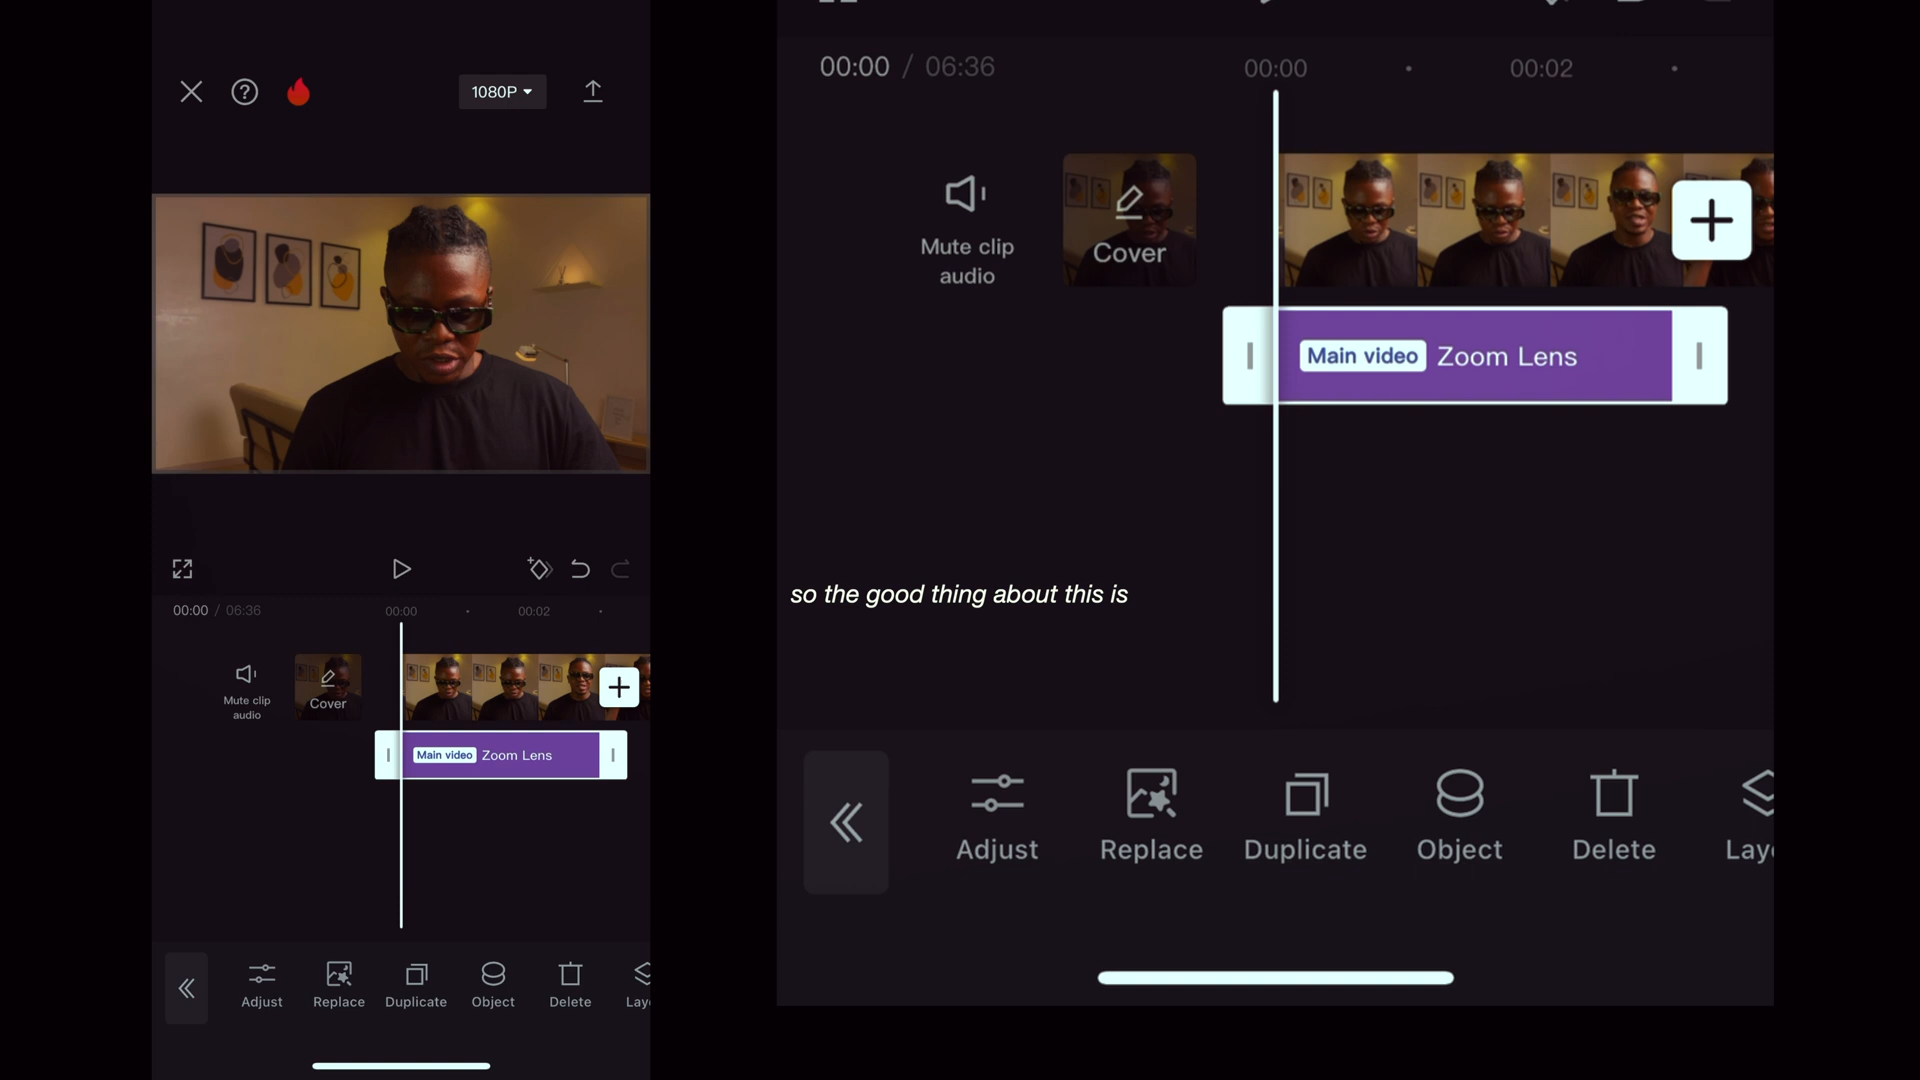 1080P
00:00 / 06:36
00:00
00:02
Mute clip
audio
Cover
Main video Zoom Lens
Adjust
Replace
Duplicate
Object
Delete
Lay
00:00 / 06:36
00:00
00:02
Mute clip
audio
Cover
Main video Zoom Lens
so the good thing about this is
Adjust
Replace
Duplicate
Object
Delete
Lay